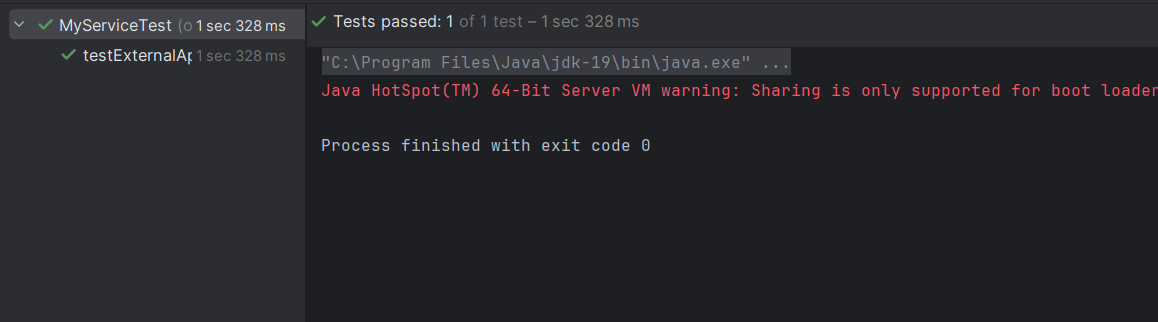 MyServiceTest (o 1 sec 328 ms
testExternalAp 1 sec 328 ms
Tests passed: 1 of 1 test – 1 sec 328 ms
"C:\Program Files\Java\jdk-19\bin\java.exe" ...
Java HotSpot(TM) 64-Bit Server VM warning: Sharing is only supported for boot loader
Process finished with exit code 0